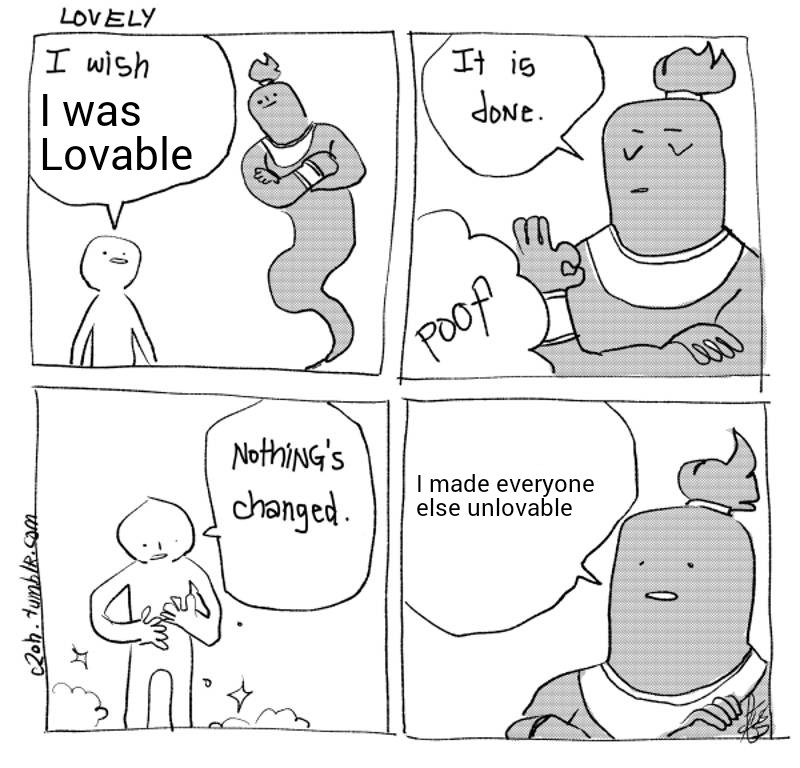 LOVELY
I wish
I was
Lovable
It is
done.
POOF
NothiNG's
changed.
I made everyone
else unlovable
c2oh.tumblr.com